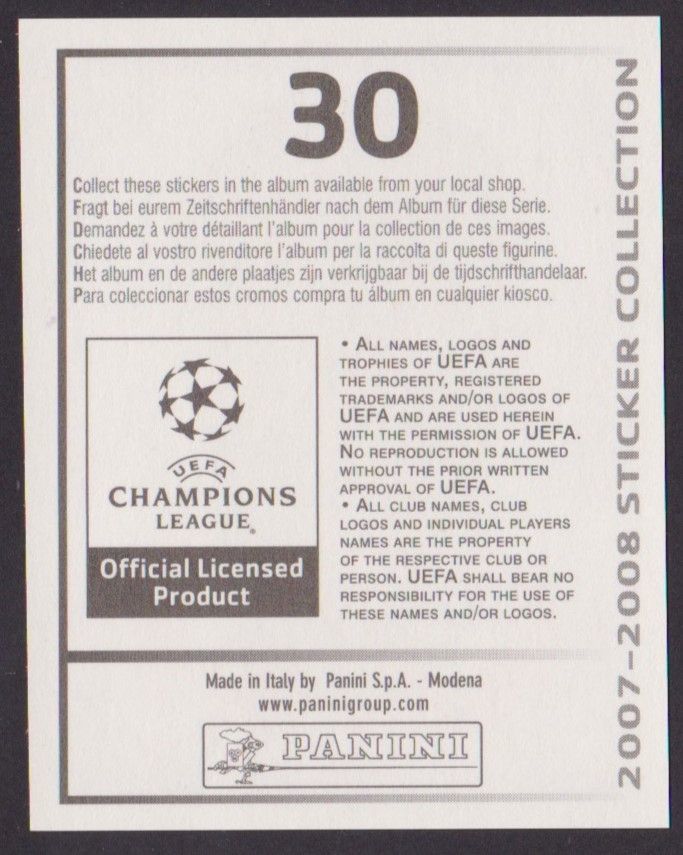 30
Collect these stickers in the album available from your local shop.
Fragt bei eurem Zeitschriftenhändler nach dem Album für diese Serie.
Demandez à votre détaillant l'album pour la collection de ces images.
Chiedete al vostro rivenditore l'album per la raccolta di queste figurine.
Het album en de andere plaatjes zijn verkrijgbaar bij de tijdschrifthandelaar.
Para coleccionar estos cromos compra tu álbum en cualquier kiosco.
UEFA
CHAMPIONS
LEAGUE®
Official Licensed
Product
• ALL NAMES, LOGOS AND
TROPHIES OF UEFA ARE
THE PROPERTY, REGISTERED
TRADEMARKS AND/OR LOGOS OF
UEFA AND ARE USED HEREIN
WITH THE PERMISSION OF UEFA.
NO REPRODUCTION IS ALLOWED
WITHOUT THE PRIOR WRITTEN
APPROVAL OF UEFA.
• ALL CLUB NAMES, CLUB
LOGOS AND INDIVIDUAL PLAYERS
NAMES ARE THE PROPERTY
OF THE RESPECTIVE CLUB OR
PERSON. UEFA SHALL BEAR NO
RESPONSIBILITY FOR THE USE OF
THESE NAMES AND/OR LOGOS.
Made in Italy by Panini S.p.A. - Modena
www.paninigroup.com
PANINI
2007-2008 STICKER COLLECTION